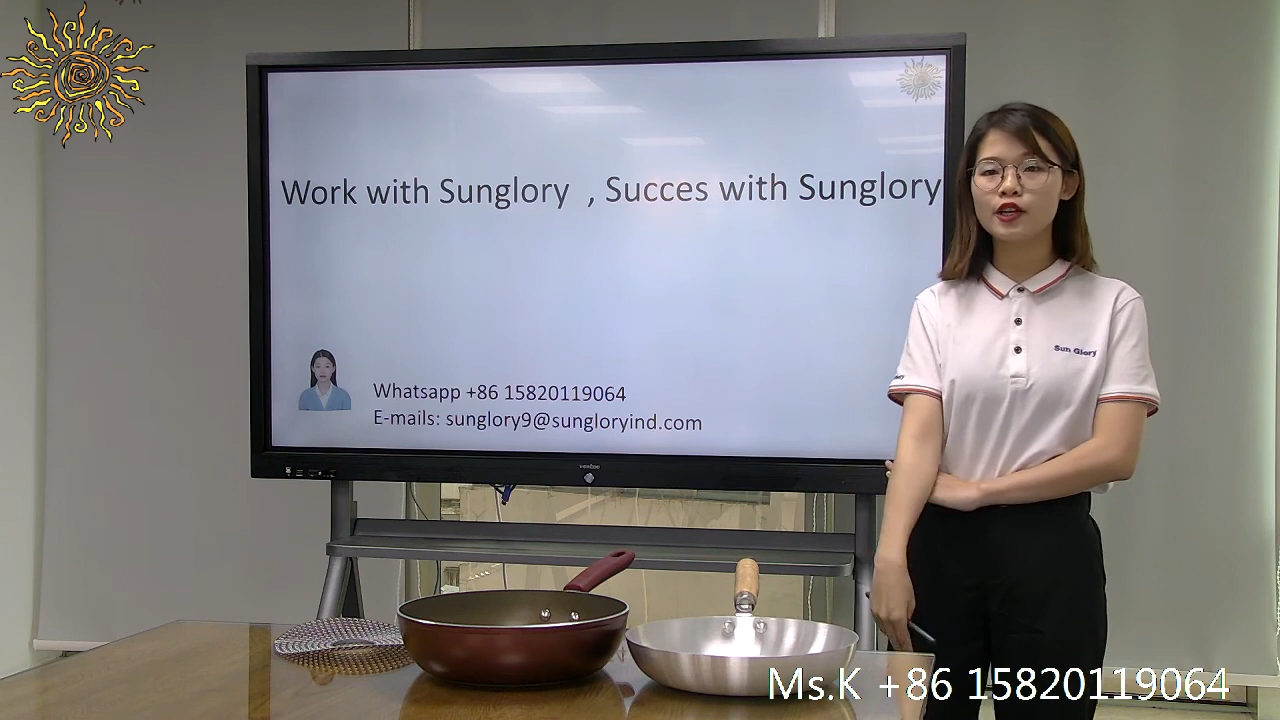 Work with Sunglory , Succes with Sunglory
Sun Glory
Whatsapp +86 15820119064
E-mails: sunglory9@sungloryind.com
Ms.K +86 15820119064